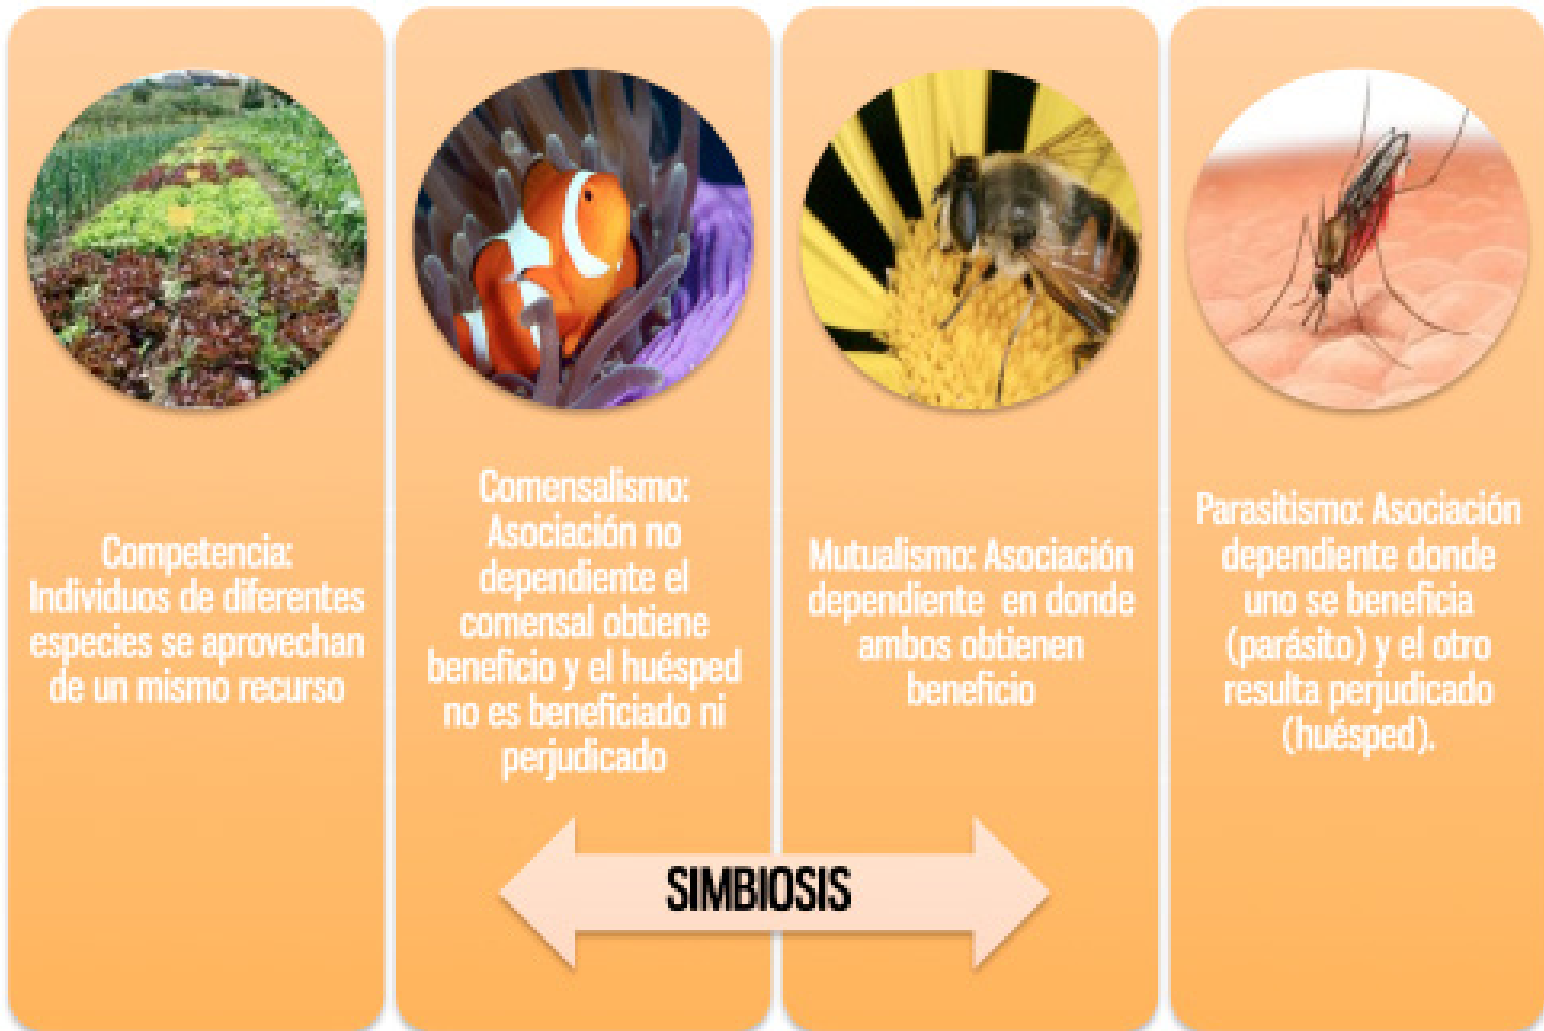 Competencia:
Individuos de diferentes
especies se aprovechan
de un mismo recurso
Comensalismo:
Asociación no
dependiente el
comensal obtiene
beneficio y el huésped
no es beneficiado ni
perjudicado
Mutualismo: Asociación
dependiente en donde
ambos obtienen
beneficio
Parasitismo: Asociación
dependiente donde
uno se beneficia
(parásito) y el otro
resulta perjudicado
(huésped).
SIMBIOSIS